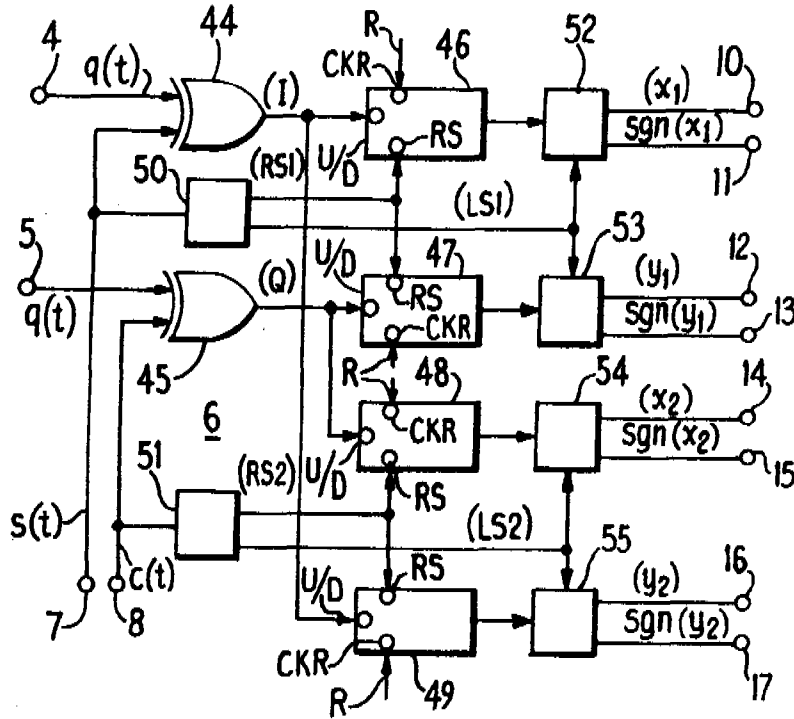 4
q(t)
44
(I)
R
CKR
46
52
(x1)
10
sgn(x1)
11
RS
U/D
50
(RS1)
(LS1)
53
5
q(t)
(Q)
U/D
47
RS
CKR
(y1)
12
sgn(y1)
13
45
R
48
54
14
6
CKR
(x2)
sgn(x2)
15
51
(RS2)
U/D
RS
s(t)
(LS2)
55
c(t)
7
8
U/D
RS
(y2)
16
sgn(y2)
17
CKR
R
49